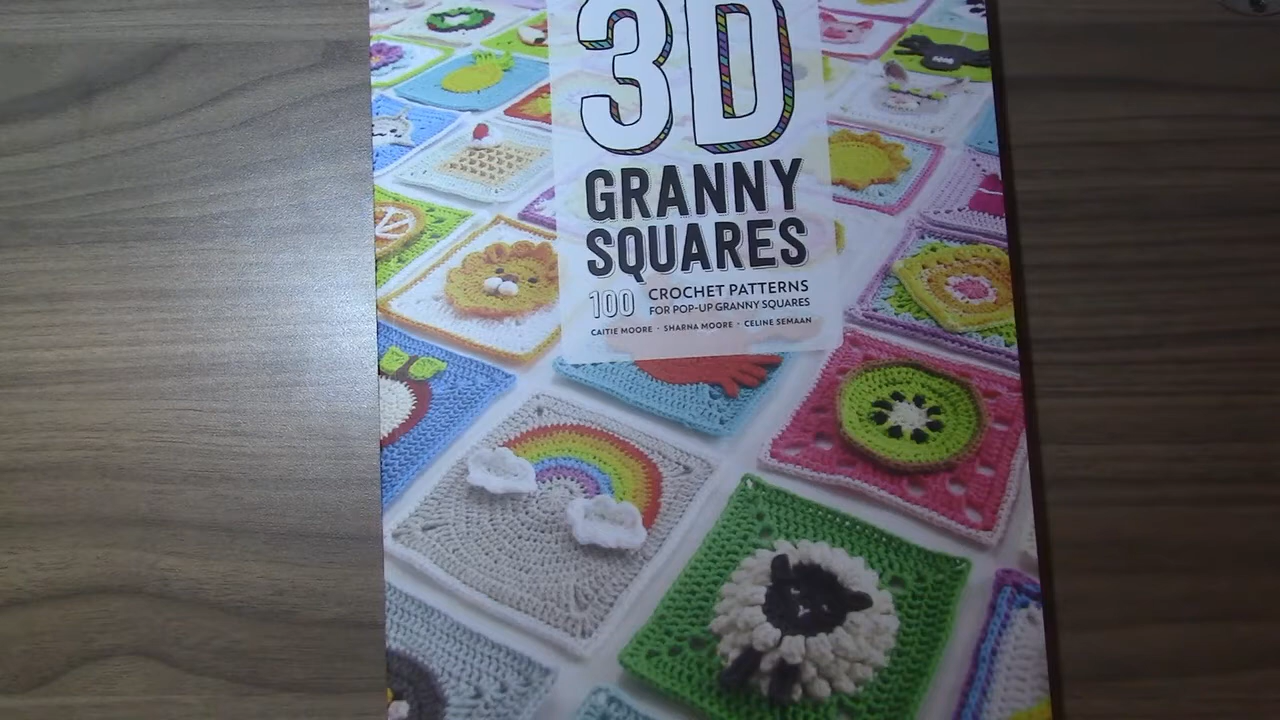 3D
GRANNY
SQUARES
100 CROCHET PATTERNS
FOR POP-UP GRANNY SQUARES
CAITIE MOORE · SHARNA MOORE · CELINE SEMAAN